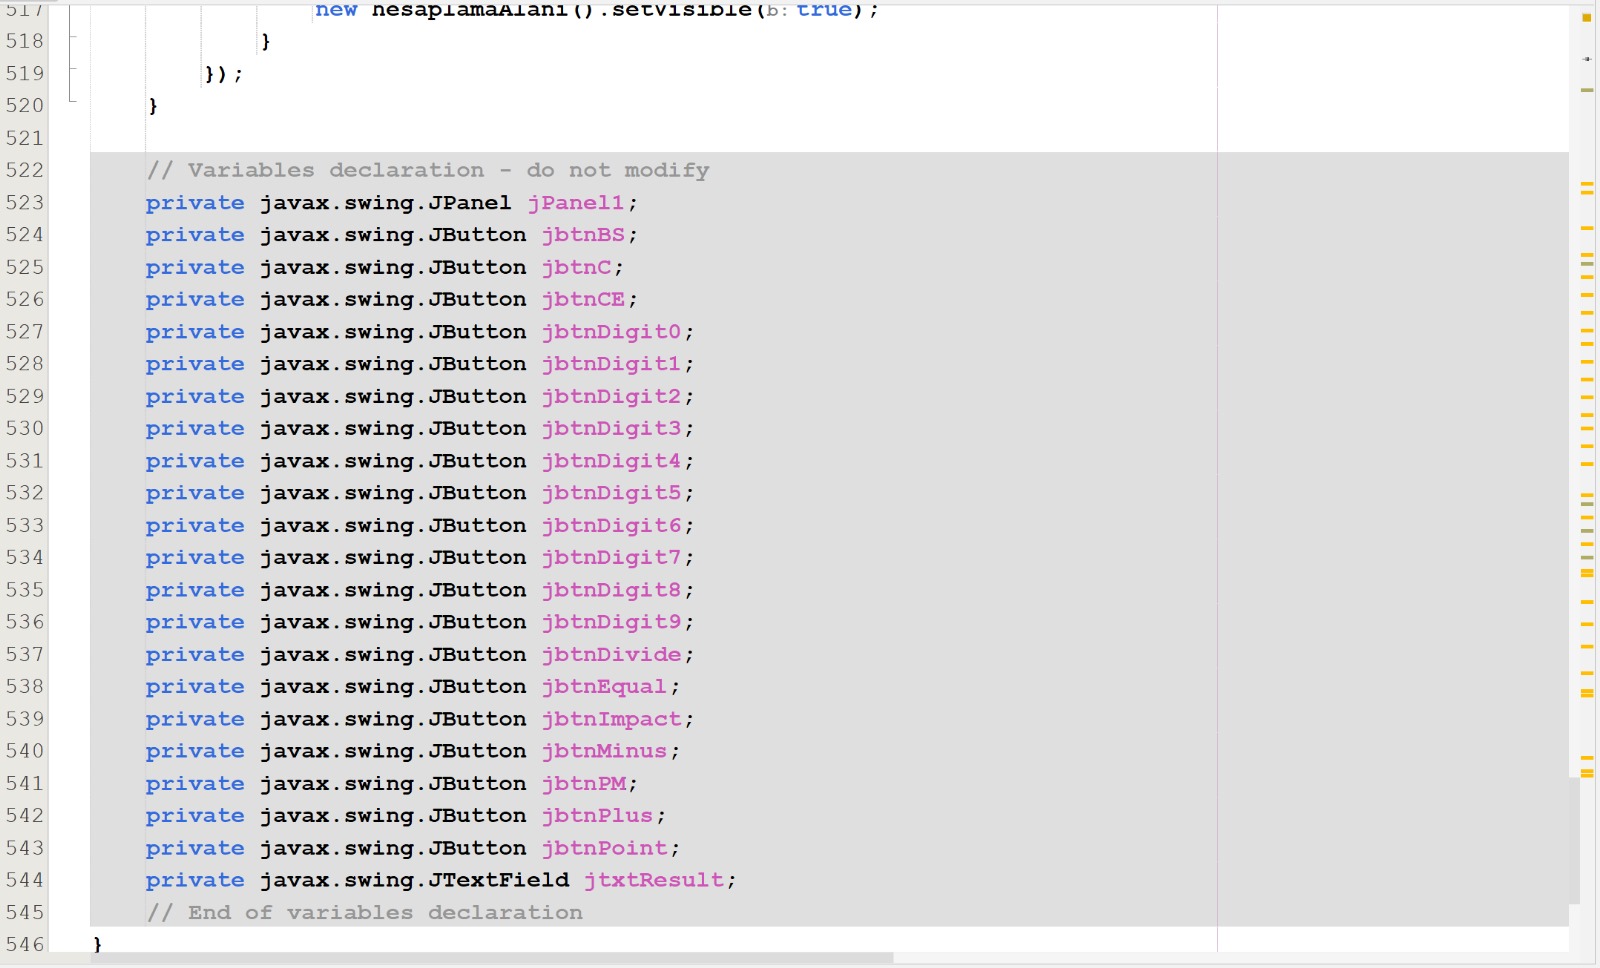 517 new hesaplamaAlani().setVisible(b: true);
518 }
519 });
520 }
521
522 // Variables declaration - do not modify
523 private javax.swing.JPanel jPanel1;
524 private javax.swing.JButton jbtnBS;
525 private javax.swing.JButton jbtnC;
526 private javax.swing.JButton jbtnCE;
527 private javax.swing.JButton jbtnDigit0;
528 private javax.swing.JButton jbtnDigit1;
529 private javax.swing.JButton jbtnDigit2;
530 private javax.swing.JButton jbtnDigit3;
531 private javax.swing.JButton jbtnDigit4;
532 private javax.swing.JButton jbtnDigit5;
533 private javax.swing.JButton jbtnDigit6;
534 private javax.swing.JButton jbtnDigit7;
535 private javax.swing.JButton jbtnDigit8;
536 private javax.swing.JButton jbtnDigit9;
537 private javax.swing.JButton jbtnDivide;
538 private javax.swing.JButton jbtnEqual;
539 private javax.swing.JButton jbtnImpact;
540 private javax.swing.JButton jbtnMinus;
541 private javax.swing.JButton jbtnPM;
542 private javax.swing.JButton jbtnPlus;
543 private javax.swing.JButton jbtnPoint;
544 private javax.swing.JTextField jtxtResult;
545 // End of variables declaration
546 }